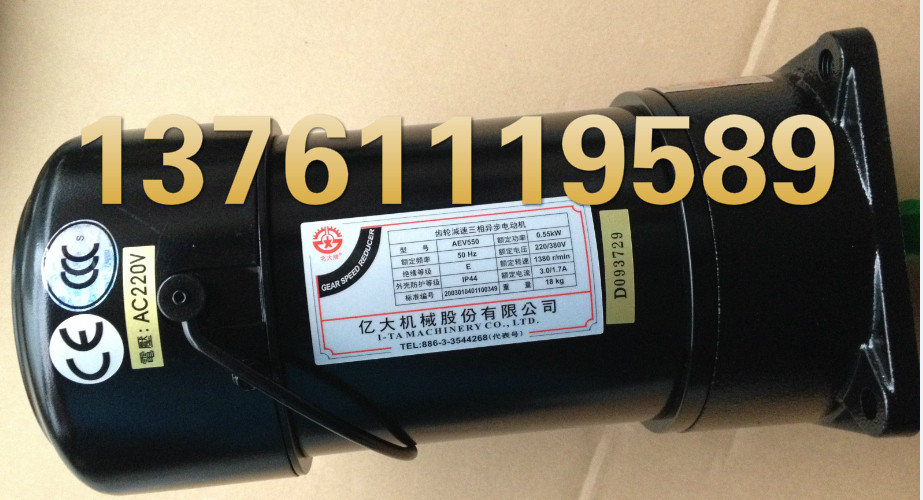 13761119589
CCC
S
CE
電壓:AC220V
GEAR SPEED REDUCER
齿轮减速三相异步电动机
型 号 AEV550 额定功率 0.55kW
额定频率 50 Hz 额定电压 220/380V
绝缘等级 E 额定转速 1380 r/min
外壳防护等级 IP44 额定电流 3.0/1.7A
标准编号 2003010401100349 重 量 18 kg
亿大机械股份有限公司
I-TA MACHINERY CO., LTD.
TEL:886-3-3544268(代表号)
D093729